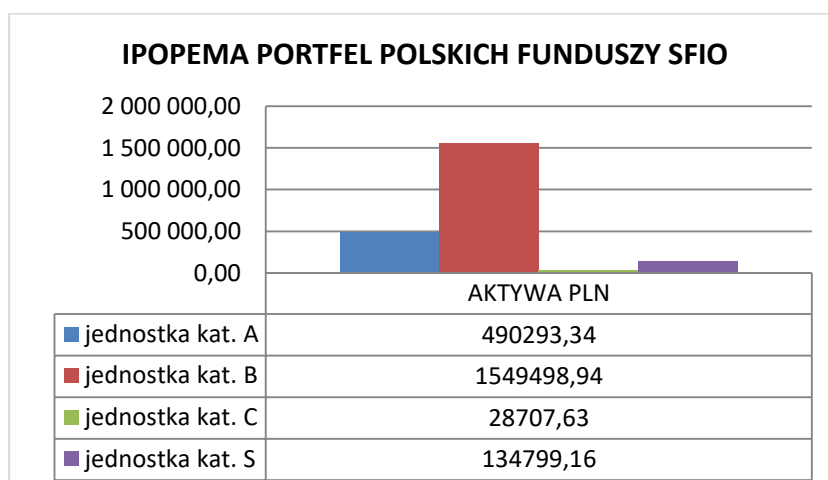 IPOPEMA PORTFEL POLSKICH FUNDUSZY SFIO
2 000 000,00
1 500 000,00
1 000 000,00
500 000,00
0,00
AKTYWA PLN
jednostka kat. A 490293,34
jednostka kat. B 1549498,94
jednostka kat. C 28707,63
jednostka kat. S 134799,16